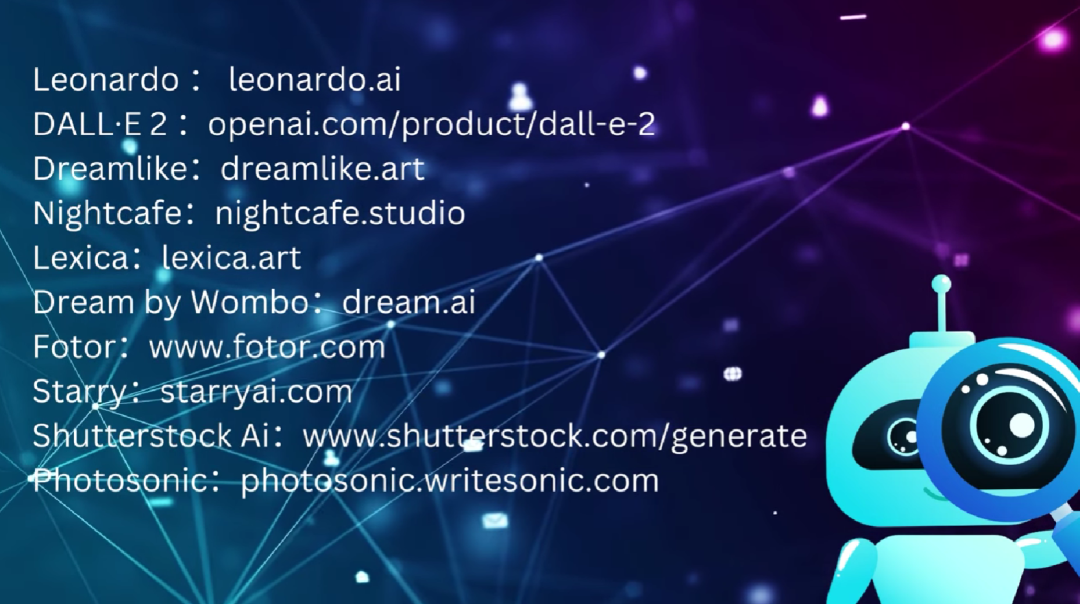 Leonardo： leonardo.ai
DALL·E 2：openai.com/product/dall-e-2
Dreamlike：dreamlike.art
Nightcafe：nightcafe.studio
Lexica：lexica.art
Dream by Wombo：dream.ai
Fotor：www.fotor.com
Starry：starryai.com
Shutterstock Ai：www.shutterstock.com/generate
Photosonic：photosonic.writesonic.com